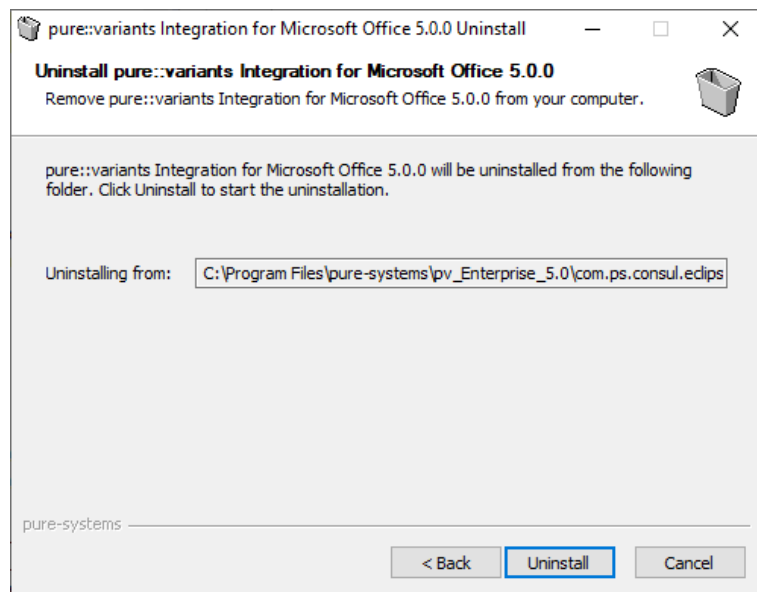 pure::variants Integration for Microsoft Office 5.0.0 Uninstall
Uninstall pure::variants Integration for Microsoft Office 5.0.0
Remove pure::variants Integration for Microsoft Office 5.0.0 from your computer.
pure::variants Integration for Microsoft Office 5.0.0 will be uninstalled from the following
folder. Click Uninstall to start the uninstallation.
Uninstalling from: C:\Program Files\pure-systems\pv_Enterprise_5.0\com.ps.consul.eclips
pure-systems
< Back Uninstall Cancel